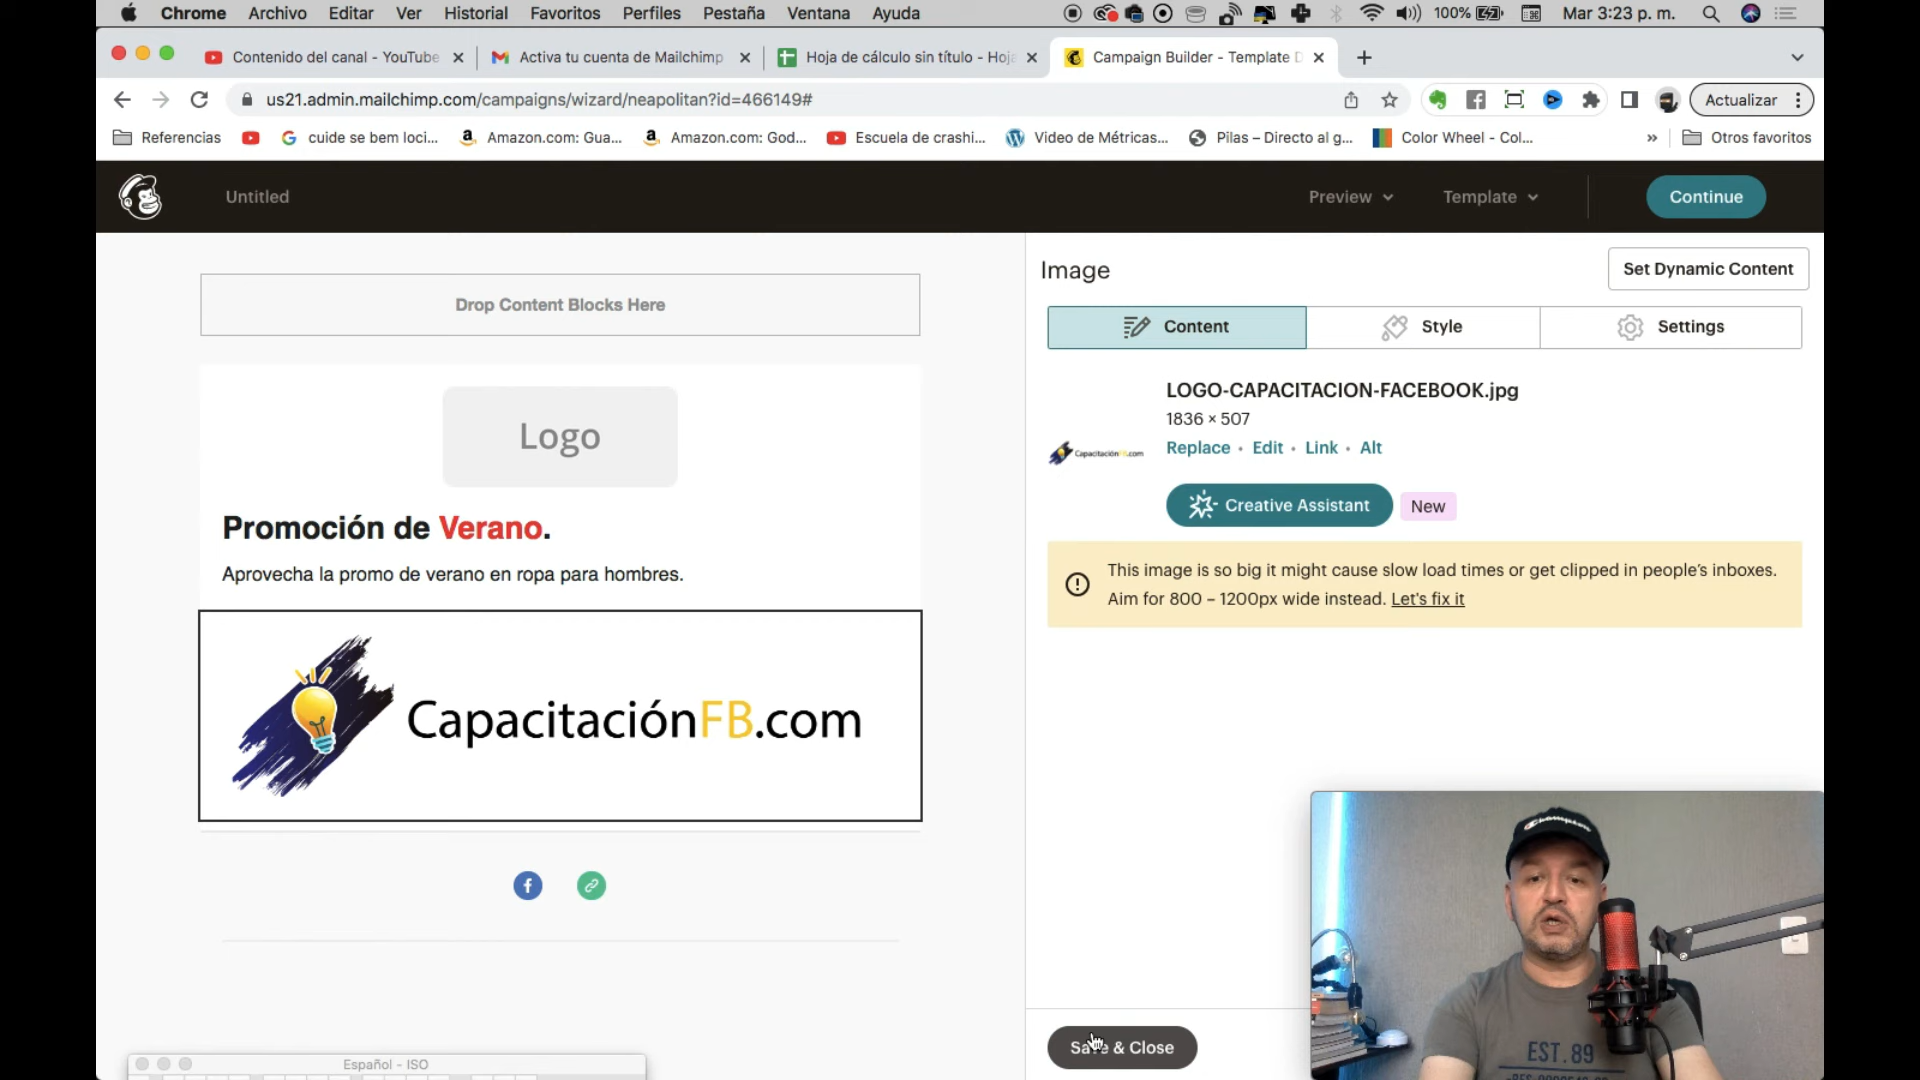 Chrome Archivo Editar Ver Historial Favoritos Perfiles Pestaña Ventana Ayuda 100% Mar 3:23 p. m.
Contenido del canal - YouTube Activa tu cuenta de Mailchimp Hoja de cálculo sin título - Hoja Campaign Builder - Template D
us21.admin.mailchimp.com/campaigns/wizard/neapolitan?id=466149# Actualizar
Referencias cuide se bem loci... Amazon.com: Gua... Amazon.com: God... Escuela de crashi... Video de Métricas... Pilas – Directo al g... Color Wheel - Col... » Otros favoritos
Untitled Preview Template Continue
Image Set Dynamic Content
Drop Content Blocks Here
Content Style Settings
LOGO-CAPACITACION-FACEBOOK.jpg
1836 × 507
Replace • Edit • Link • Alt
CapacitaciónFB.com
Creative Assistant New
This image is so big it might cause slow load times or get clipped in people's inboxes.
Aim for 800 – 1200px wide instead. Let's fix it
Logo
Promoción de Verano.
Aprovecha la promo de verano en ropa para hombres.
CapacitaciónFB.com
Save & Close
Español - ISO
Champion
EST.89